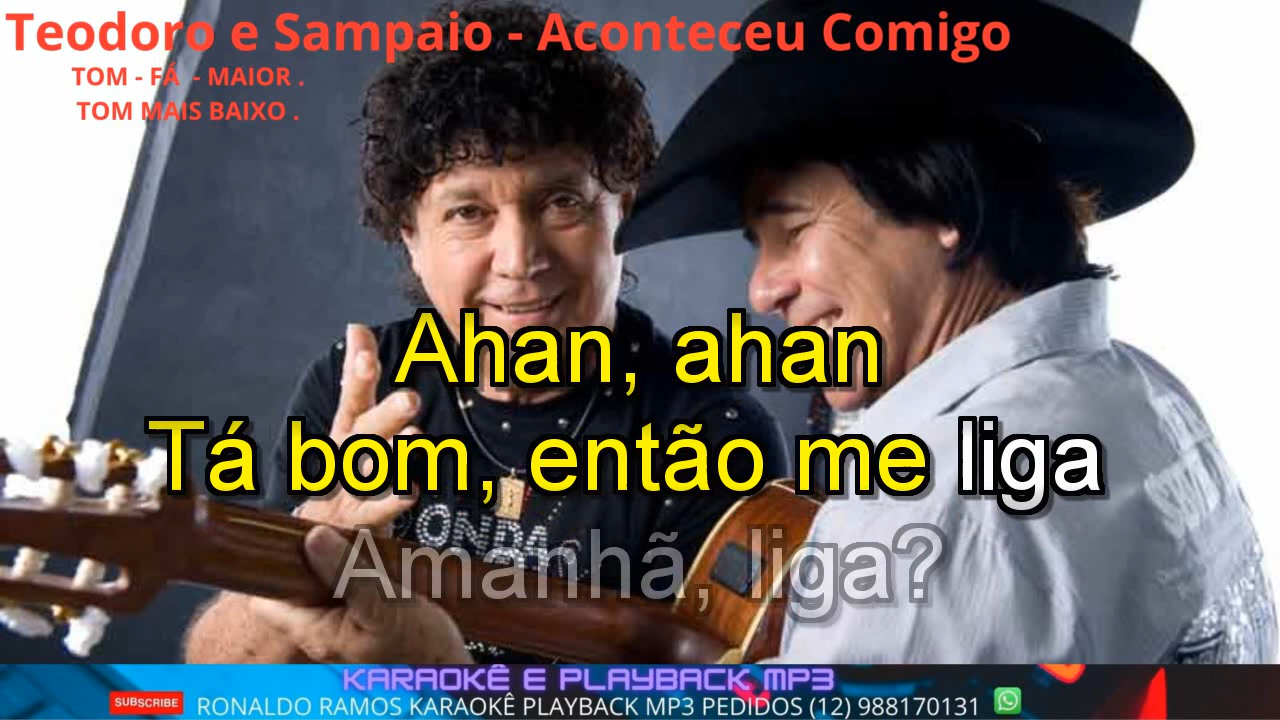 Teodoro e Sampaio - Aconteceu Comigo
TOM - FÁ - MAIOR .
TOM MAIS BAIXO .
Ahan, ahan
Tá bom, então me liga
Amanhã, liga?
ONDA
KARAOKÊ E PLAYBACK MP3
SUBSCRIBE
RONALDO RAMOS KARAOKÊ PLAYBACK MP3 PEDIDOS (12) 988170131